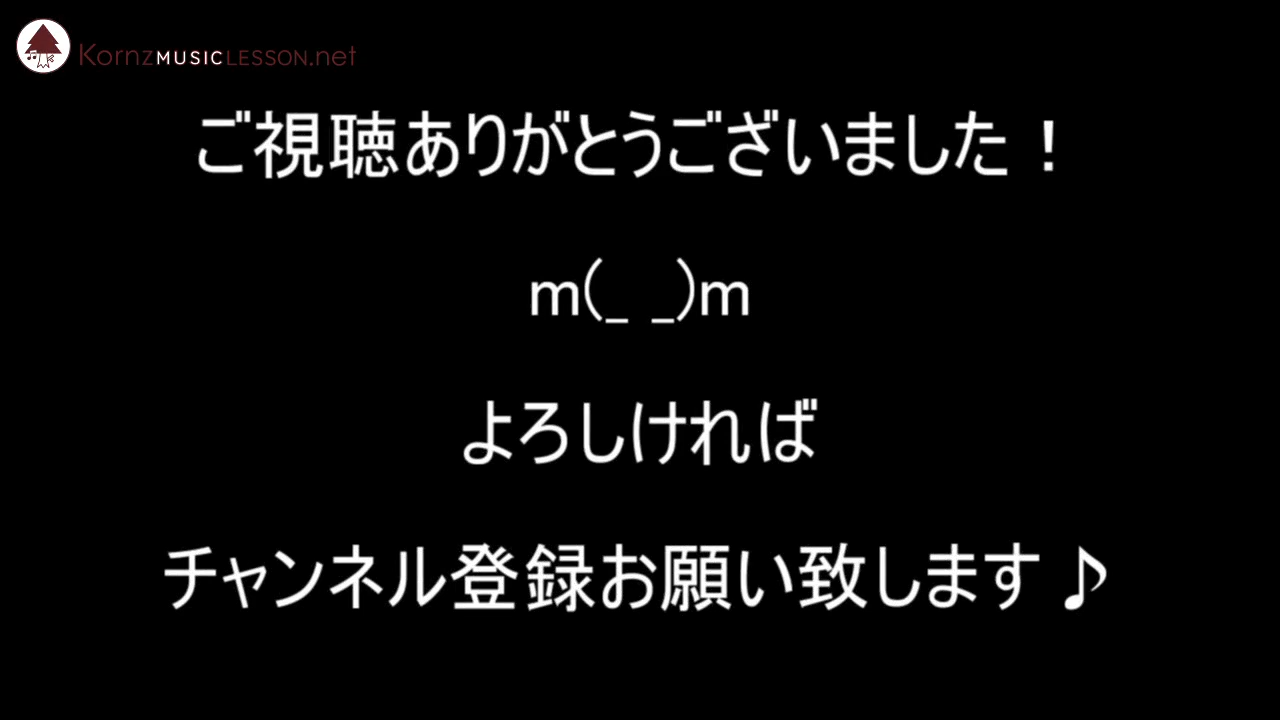 KornzMUSICLESSON.net
ご視聴ありがとうございました！
m(_ _)m
よろしければ
チャンネル登録お願い致します♪